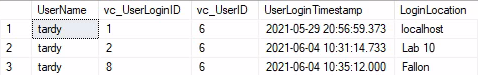 UserName vc_UserLoginID vc_UserID UserLoginTimestamp LoginLocation
1 tardy 1 6 2021-05-29 20:56:59.373 localhost
2 tardy 2 6 2021-06-04 10:31:14.733 Lab 10
3 tardy 8 6 2021-06-04 10:35:12.000 Fallon